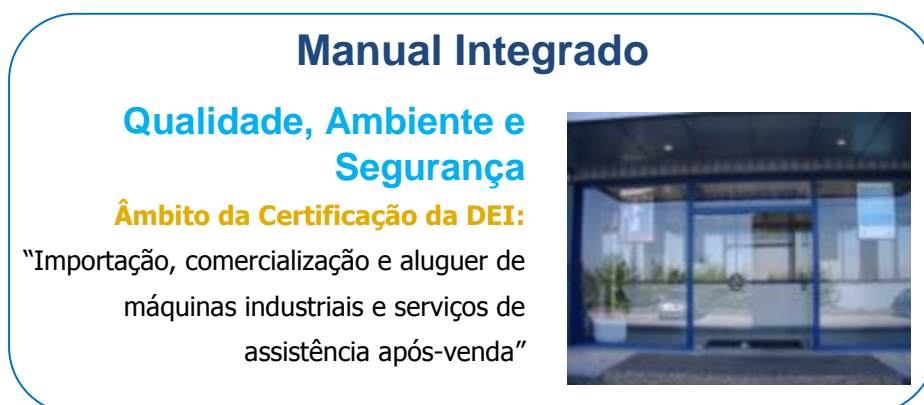 Manual Integrado
Qualidade, Ambiente e
Segurança
Âmbito da Certificação da DEI:
“Importação, comercialização e aluguer de
máquinas industriais e serviços de
assistência após-venda”